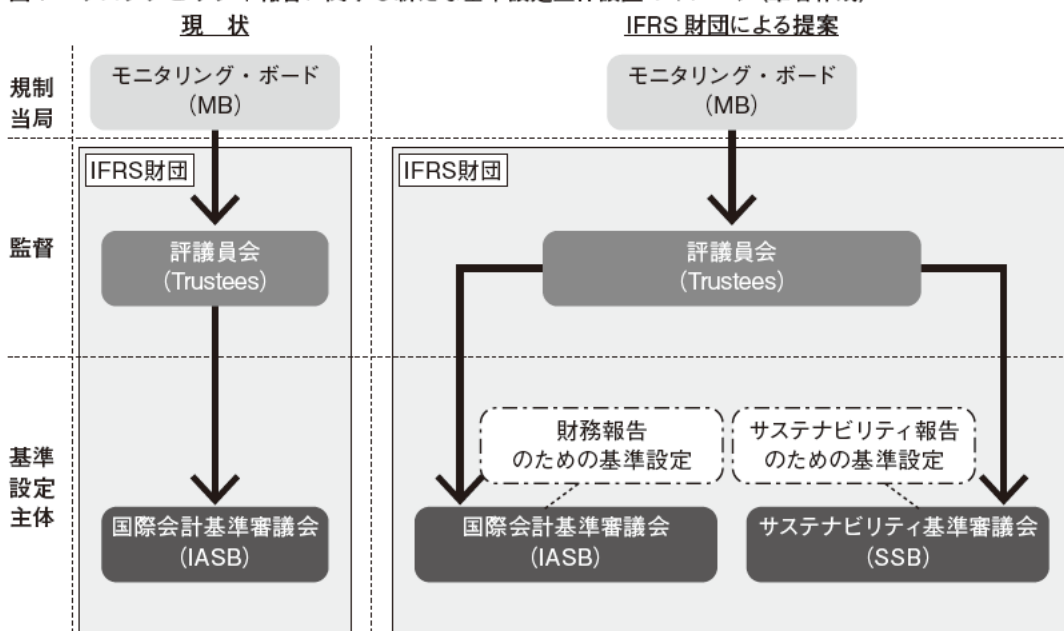 現 状
IFRS 財団による提案
規制
当局
モニタリング・ボード
(MB)
モニタリング・ボード
(MB)
IFRS財団
IFRS財団
監督
評議員会
(Trustees)
評議員会
(Trustees)
財務報告
のための基準設定
サステナビリティ報告
のための基準設定
基準
設定
主体
国際会計基準審議会
(IASB)
国際会計基準審議会
(IASB)
サステナビリティ基準審議会
(SSB)